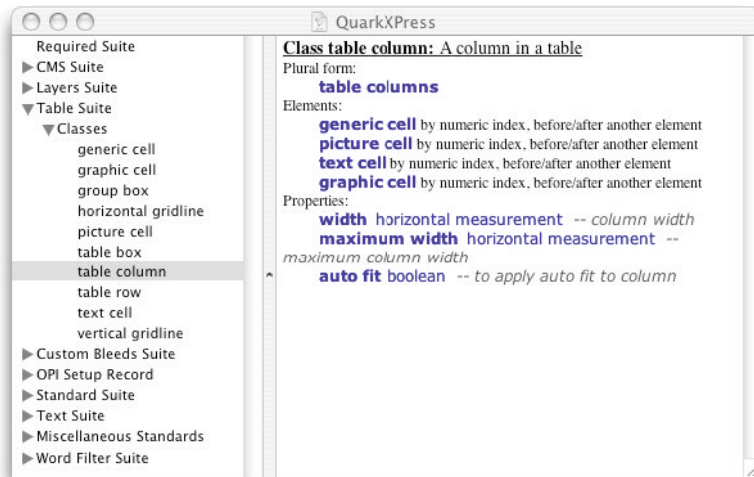 QuarkXPress
Required Suite
CMS Suite
Layers Suite
Table Suite
Classes
generic cell
graphic cell
group box
horizontal gridline
picture cell
table box
table column
table row
text cell
vertical gridline
Custom Bleeds Suite
OPI Setup Record
Standard Suite
Text Suite
Miscellaneous Standards
Word Filter Suite
Class table column: A column in a table
Plural form:
table columns
Elements:
generic cell by numeric index, before/after another element
picture cell by numeric index, before/after another element
text cell by numeric index, before/after another element
graphic cell by numeric index, before/after another element
Properties:
width horizontal measurement -- column width
maximum width horizontal measurement --
maximum column width
auto fit boolean -- to apply auto fit to column